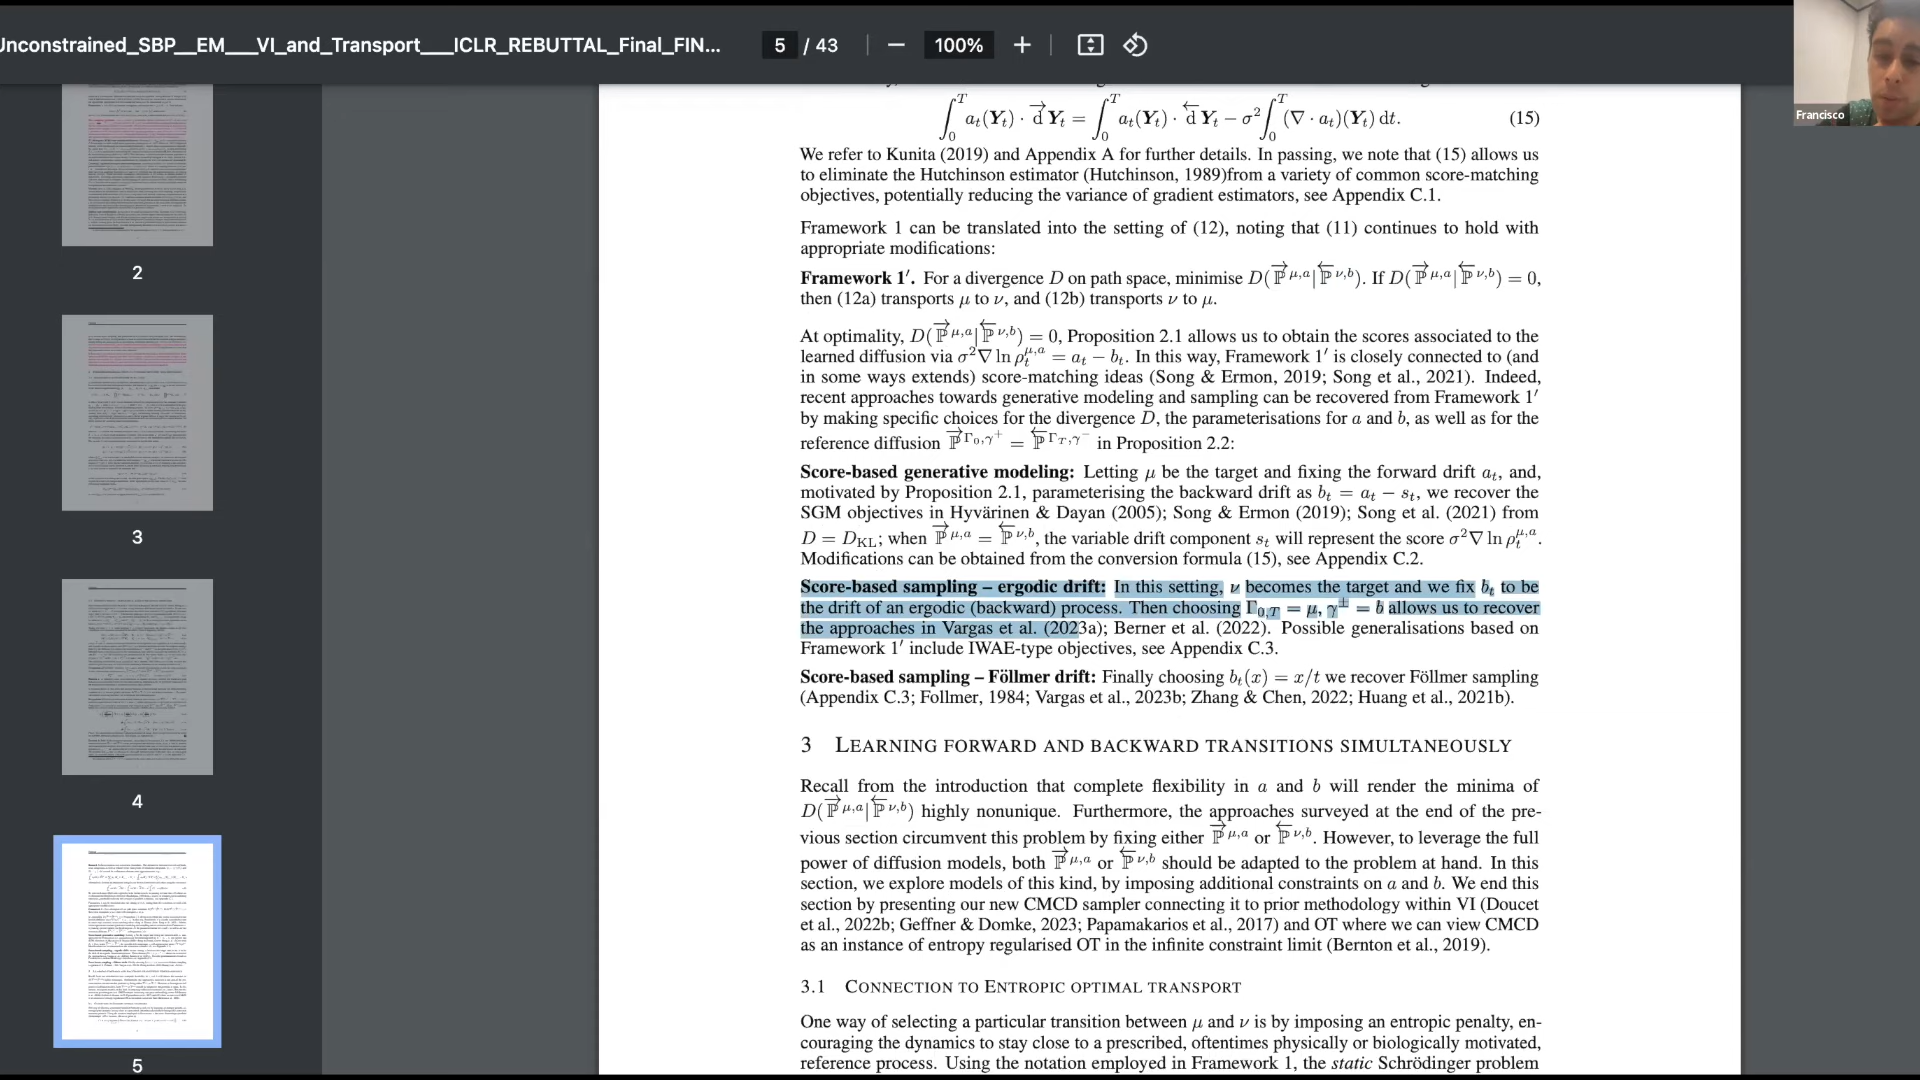 Unconstrained_SBP__EM___VI_and_Transport___ICLR_REBUTTAL_Final_FIN...
5 / 43
100%
Francisco
2
3
4
5
∫₀ᵀ aₜ(Yₜ) · d⃗Yₜ = ∫₀ᵀ aₜ(Yₜ) · d⃖Yₜ − σ² ∫₀ᵀ (∇ · aₜ)(Yₜ) dt. (15)
We refer to Kunita (2019) and Appendix A for further details. In passing, we note that (15) allows us
to eliminate the Hutchinson estimator (Hutchinson, 1989)from a variety of common score-matching
objectives, potentially reducing the variance of gradient estimators, see Appendix C.1.
Framework 1 can be translated into the setting of (12), noting that (11) continues to hold with
appropriate modifications:
Framework 1′. For a divergence D on path space, minimise D(P⃗^{μ,a}|P⃖^{ν,b}). If D(P⃗^{μ,a}|P⃖^{ν,b}) = 0,
then (12a) transports μ to ν, and (12b) transports ν to μ.
At optimality, D(P⃗^{μ,a}|P⃖^{ν,b}) = 0, Proposition 2.1 allows us to obtain the scores associated to the
learned diffusion via σ²∇ ln ρₜ^{μ,a} = aₜ − bₜ. In this way, Framework 1′ is closely connected to (and
in some ways extends) score-matching ideas (Song & Ermon, 2019; Song et al., 2021). Indeed,
recent approaches towards generative modeling and sampling can be recovered from Framework 1′
by making specific choices for the divergence D, the parameterisations for a and b, as well as for the
reference diffusion P⃗^{Γ₀,γ⁺} = P⃖^{Γ_T,γ⁻} in Proposition 2.2:
Score-based generative modeling: Letting μ be the target and fixing the forward drift aₜ, and,
motivated by Proposition 2.1, parameterising the backward drift as bₜ = aₜ − sₜ, we recover the
SGM objectives in Hyvärinen & Dayan (2005); Song & Ermon (2019); Song et al. (2021) from
D = D_KL; when P⃗^{μ,a} = P⃖^{ν,b}, the variable drift component sₜ will represent the score σ²∇ ln ρₜ^{μ,a}.
Modifications can be obtained from the conversion formula (15), see Appendix C.2.
Score-based sampling – ergodic drift: In this setting, ν becomes the target and we fix bₜ to be
the drift of an ergodic (backward) process. Then choosing Γ_{0,T} = μ, γ^± = b allows us to recover
the approaches in Vargas et al. (2023a); Berner et al. (2022). Possible generalisations based on
Framework 1′ include IWAE-type objectives, see Appendix C.3.
Score-based sampling – Föllmer drift: Finally choosing bₜ(x) = x/t we recover Föllmer sampling
(Appendix C.3; Follmer, 1984; Vargas et al., 2023b; Zhang & Chen, 2022; Huang et al., 2021b).
3 LEARNING FORWARD AND BACKWARD TRANSITIONS SIMULTANEOUSLY
Recall from the introduction that complete flexibility in a and b will render the minima of
D(P⃗^{μ,a}|P⃖^{ν,b}) highly nonunique. Furthermore, the approaches surveyed at the end of the pre-
vious section circumvent this problem by fixing either P⃗^{μ,a} or P⃖^{ν,b}. However, to leverage the full
power of diffusion models, both P⃗^{μ,a} or P⃖^{ν,b} should be adapted to the problem at hand. In this
section, we explore models of this kind, by imposing additional constraints on a and b. We end this
section by presenting our new CMCD sampler connecting it to prior methodology within VI (Doucet
et al., 2022b; Geffner & Domke, 2023; Papamakarios et al., 2017) and OT where we can view CMCD
as an instance of entropy regularised OT in the infinite constraint limit (Bernton et al., 2019).
3.1 CONNECTION TO ENTROPIC OPTIMAL TRANSPORT
One way of selecting a particular transition between μ and ν is by imposing an entropic penalty, en-
couraging the dynamics to stay close to a prescribed, oftentimes physically or biologically motivated,
reference process. Using the notation employed in Framework 1, the static Schrödinger problem